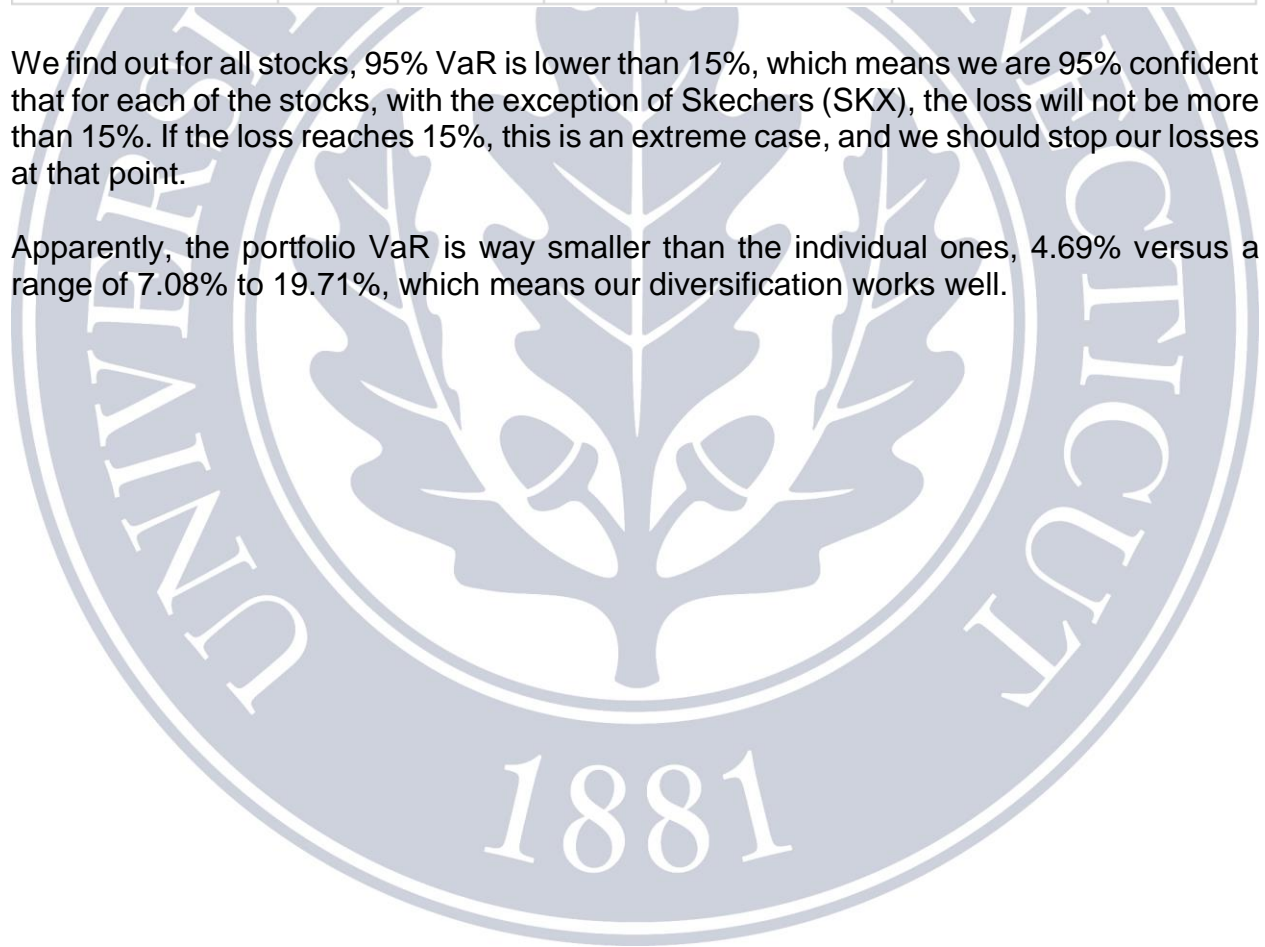 We find out for all stocks, 95% VaR is lower than 15%, which means we are 95% confident
that for each of the stocks, with the exception of Skechers (SKX), the loss will not be more
than 15%. If the loss reaches 15%, this is an extreme case, and we should stop our losses
at that point.
Apparently, the portfolio VaR is way smaller than the individual ones, 4.69% versus a
range of 7.08% to 19.71%, which means our diversification works well.
UNIVERSI
NECTICUT
1881